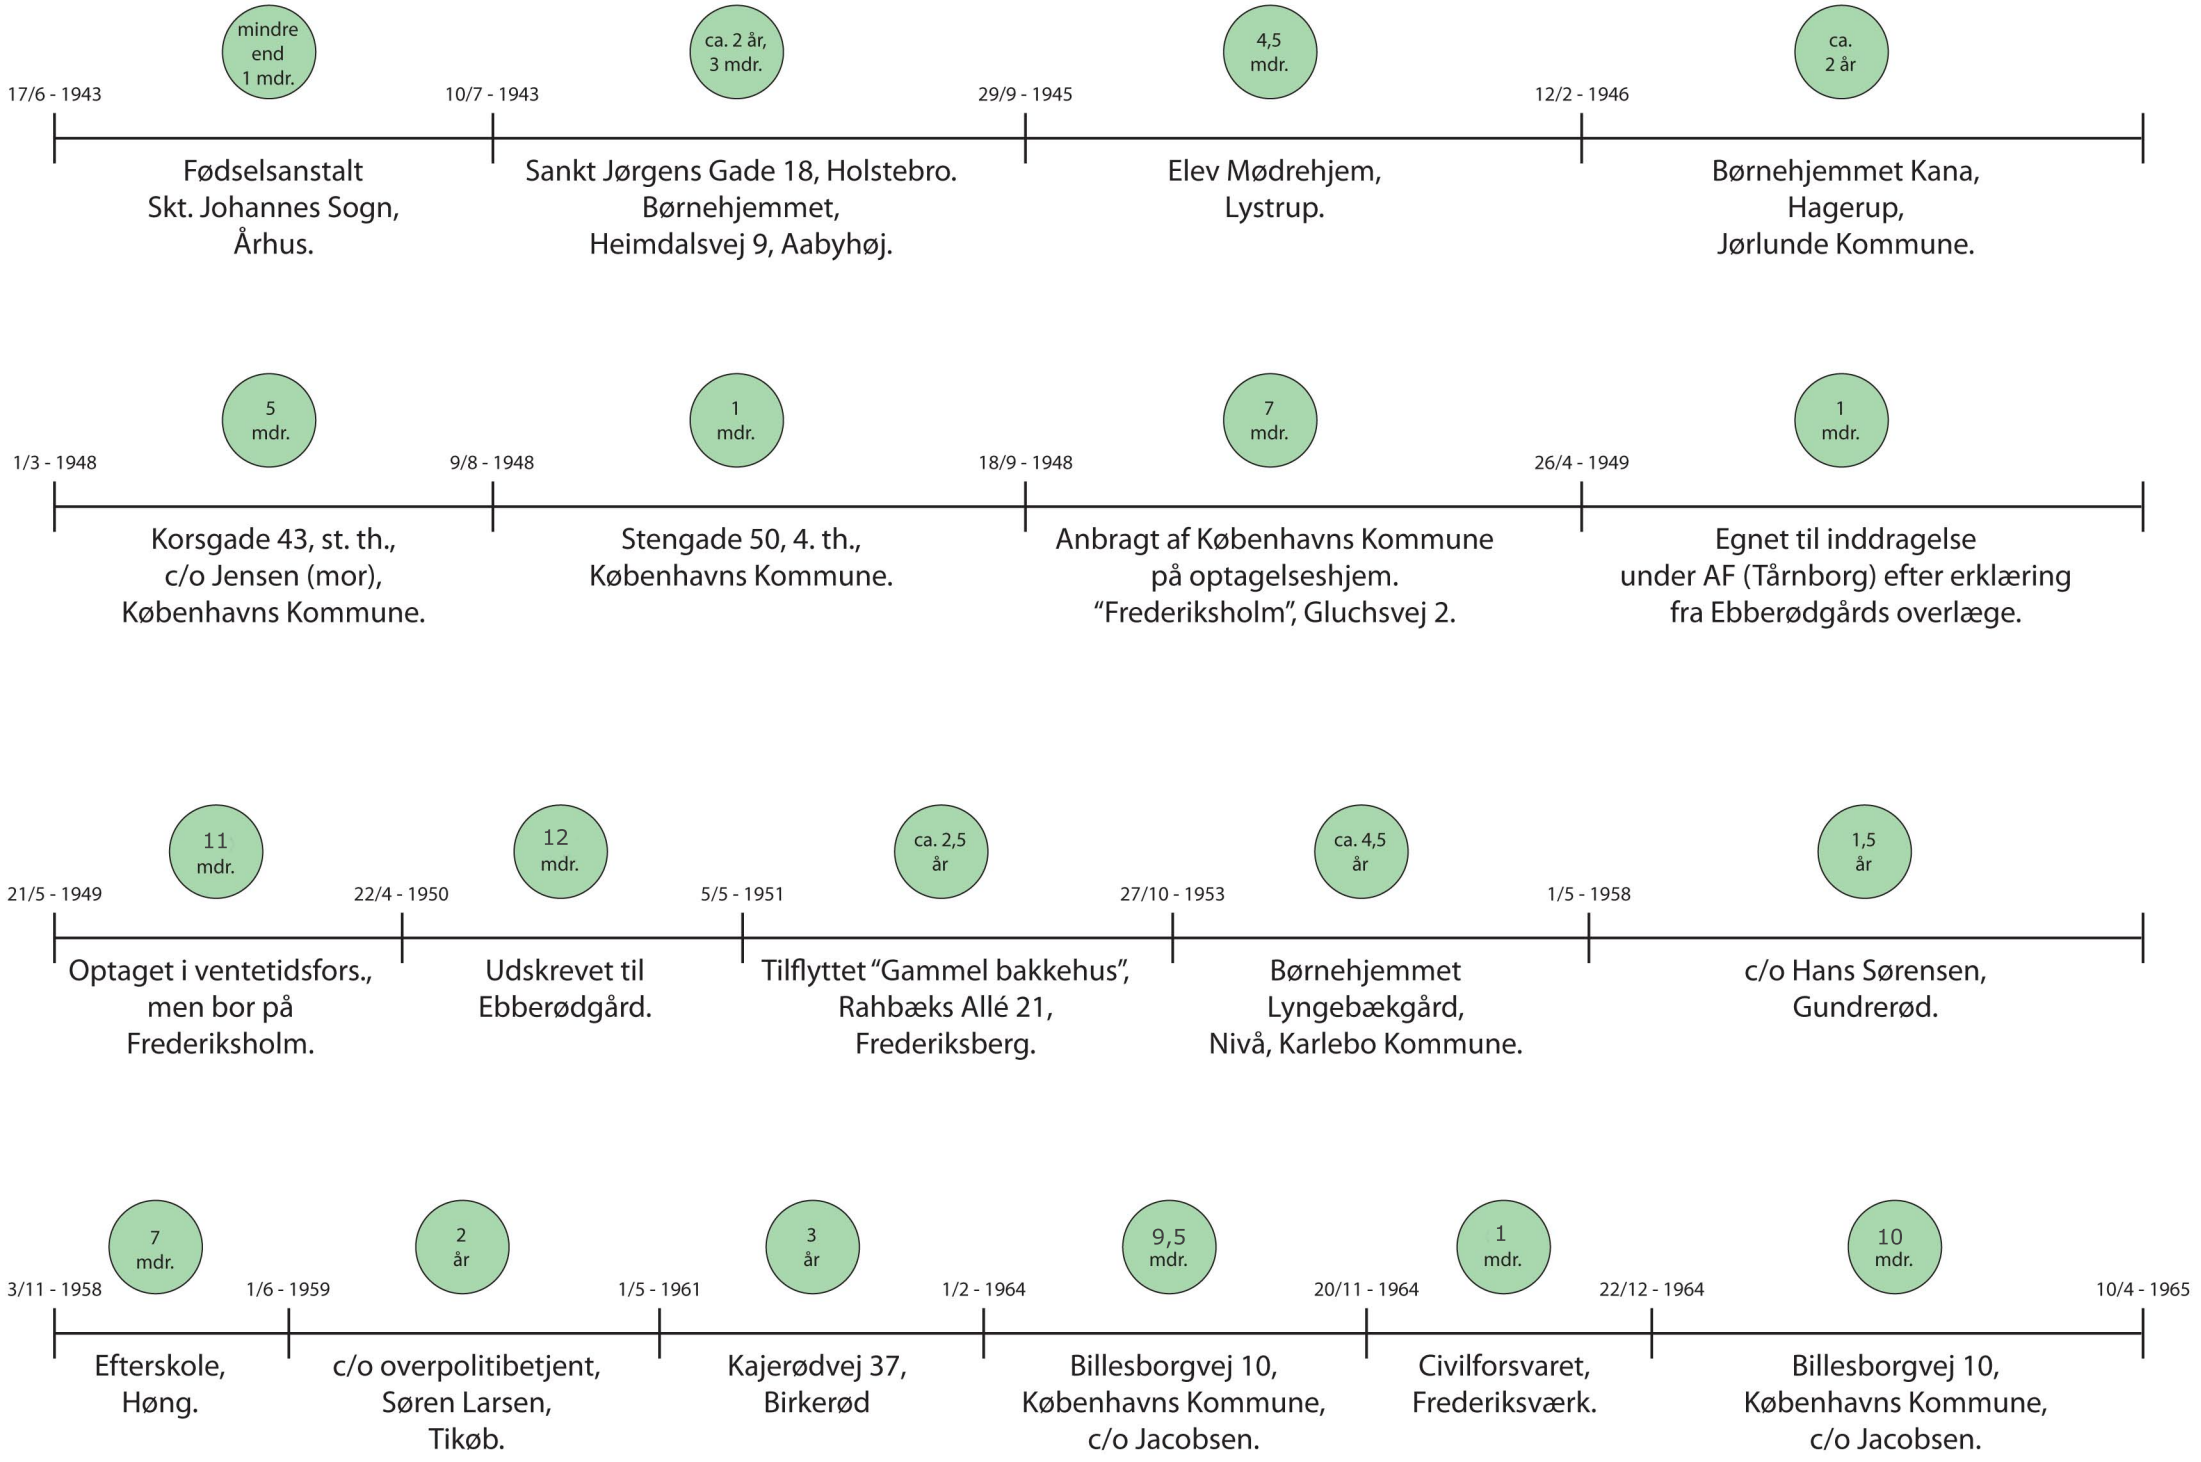 mindre
end
1 mdr.
ca. 2 år,
3 mdr.
4,5
mdr.
ca.
2 år
17/6 - 1943
10/7 - 1943
29/9 - 1945
12/2 - 1946
Fødselsanstalt
Skt. Johannes Sogn,
Århus.
Sankt Jørgens Gade 18, Holstebro.
Børnehjemmet,
Heimdalsvej 9, Aabyhøj.
Elev Mødrehjem,
Lystrup.
Børnehjemmet Kana,
Hagerup,
Jørlunde Kommune.
5
mdr.
1
mdr.
7
mdr.
1
mdr.
1/3 - 1948
9/8 - 1948
18/9 - 1948
26/4 - 1949
Korsgade 43, st. th.,
c/o Jensen (mor),
Københavns Kommune.
Stengade 50, 4. th.,
Københavns Kommune.
Anbragt af Københavns Kommune
på optagelseshjem.
“Frederiksholm”, Gluchsvej 2.
Egnet til inddragelse
under AF (Tårnborg) efter erklæring
fra Ebberødgårds overlæge.
11
mdr.
12
mdr.
ca. 2,5
år
ca. 4,5
år
1,5
år
21/5 - 1949
22/4 - 1950
5/5 - 1951
27/10 - 1953
1/5 - 1958
Optaget i ventetidsfors.,
men bor på
Frederiksholm.
Udskrevet til
Ebberødgård.
Tilflyttet “Gammel bakkehus”,
Rahbæks Allé 21,
Frederiksberg.
Børnehjemmet
Lyngebækgård,
Nivå, Karlebo Kommune.
c/o Hans Sørensen,
Gundrerød.
7
mdr.
2
år
3
år
9,5
mdr.
1
mdr.
10
mdr.
3/11 - 1958
1/6 - 1959
1/5 - 1961
1/2 - 1964
20/11 - 1964
22/12 - 1964
10/4 - 1965
Efterskole,
Høng.
c/o overpolitibetjent,
Søren Larsen,
Tikøb.
Kajerødvej 37,
Birkerød
Billesborgvej 10,
Københavns Kommune,
c/o Jacobsen.
Civilforsvaret,
Frederiksværk.
Billesborgvej 10,
Københavns Kommune,
c/o Jacobsen.